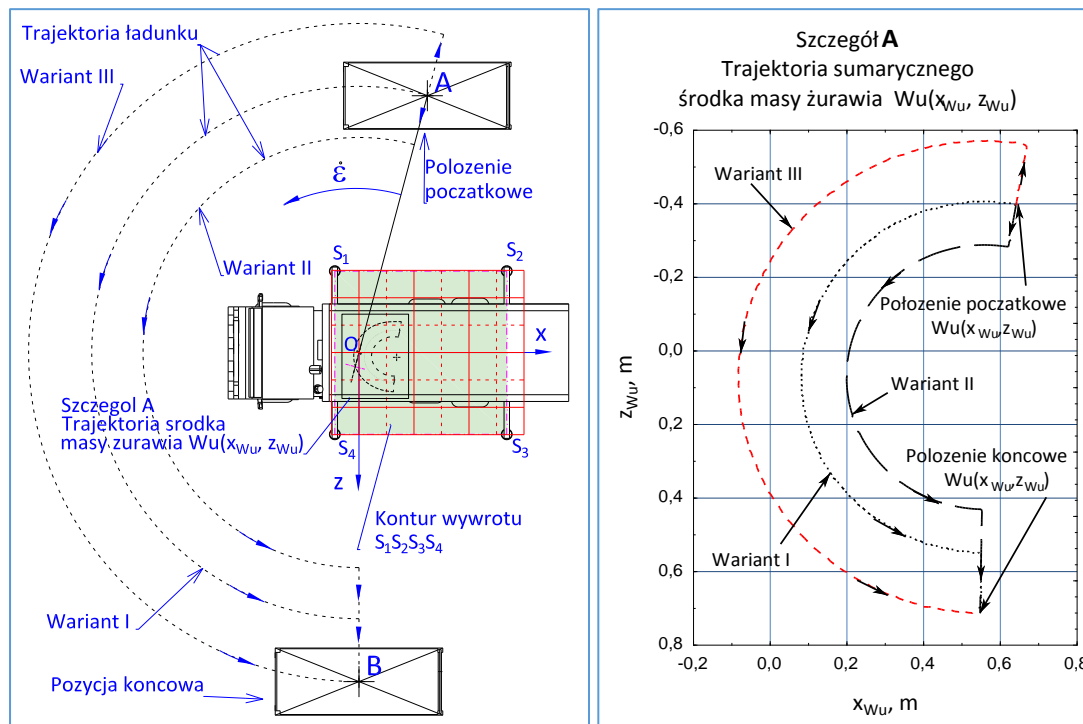 Trajektoria ładunku
Wariant III
A
Polozenie
początkowe
ε̇
Wariant II
S1
S2
O
x
Szczegol A
Trajektoria srodka
masy zurawia Wu(xWu, zWu)
S4
S3
z
Kontur wywrotu
S1S2S3S4
Wariant I
B
Pozycja koncowa
Szczegół A
Trajektoria sumarycznego
środka masy żurawia Wu(xWu, zWu)
-0,6
-0,4
-0,2
0,0
0,2
0,4
0,6
0,8
zWu, m
Wariant III
Położenie początkowe
Wu(xWu,zWu)
Wariant II
Polozenie koncowe
Wu(xWu,zWu)
Wariant I
-0,2 0,0 0,2 0,4 0,6 0,8
xWu, m